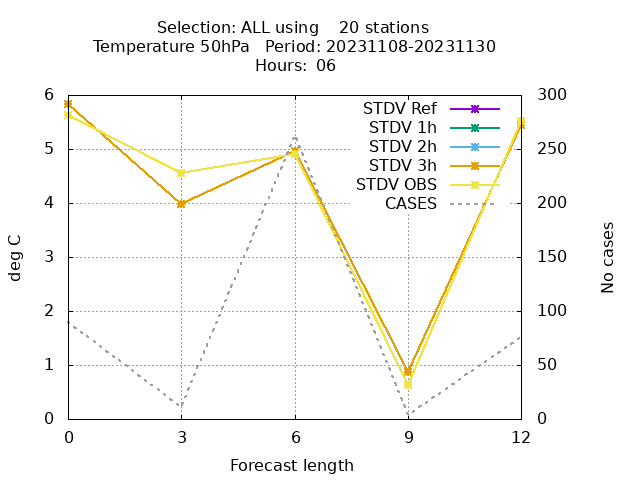 Selection: ALL using    20 stations
Temperature 50hPa   Period: 20231108-20231130
Hours:  06
6
5
4
3
2
1
0
300
250
200
150
100
50
0
STDV Ref
STDV 1h
STDV 2h
STDV 3h
STDV OBS
CASES
deg C
No cases
0
3
6
9
12
Forecast length